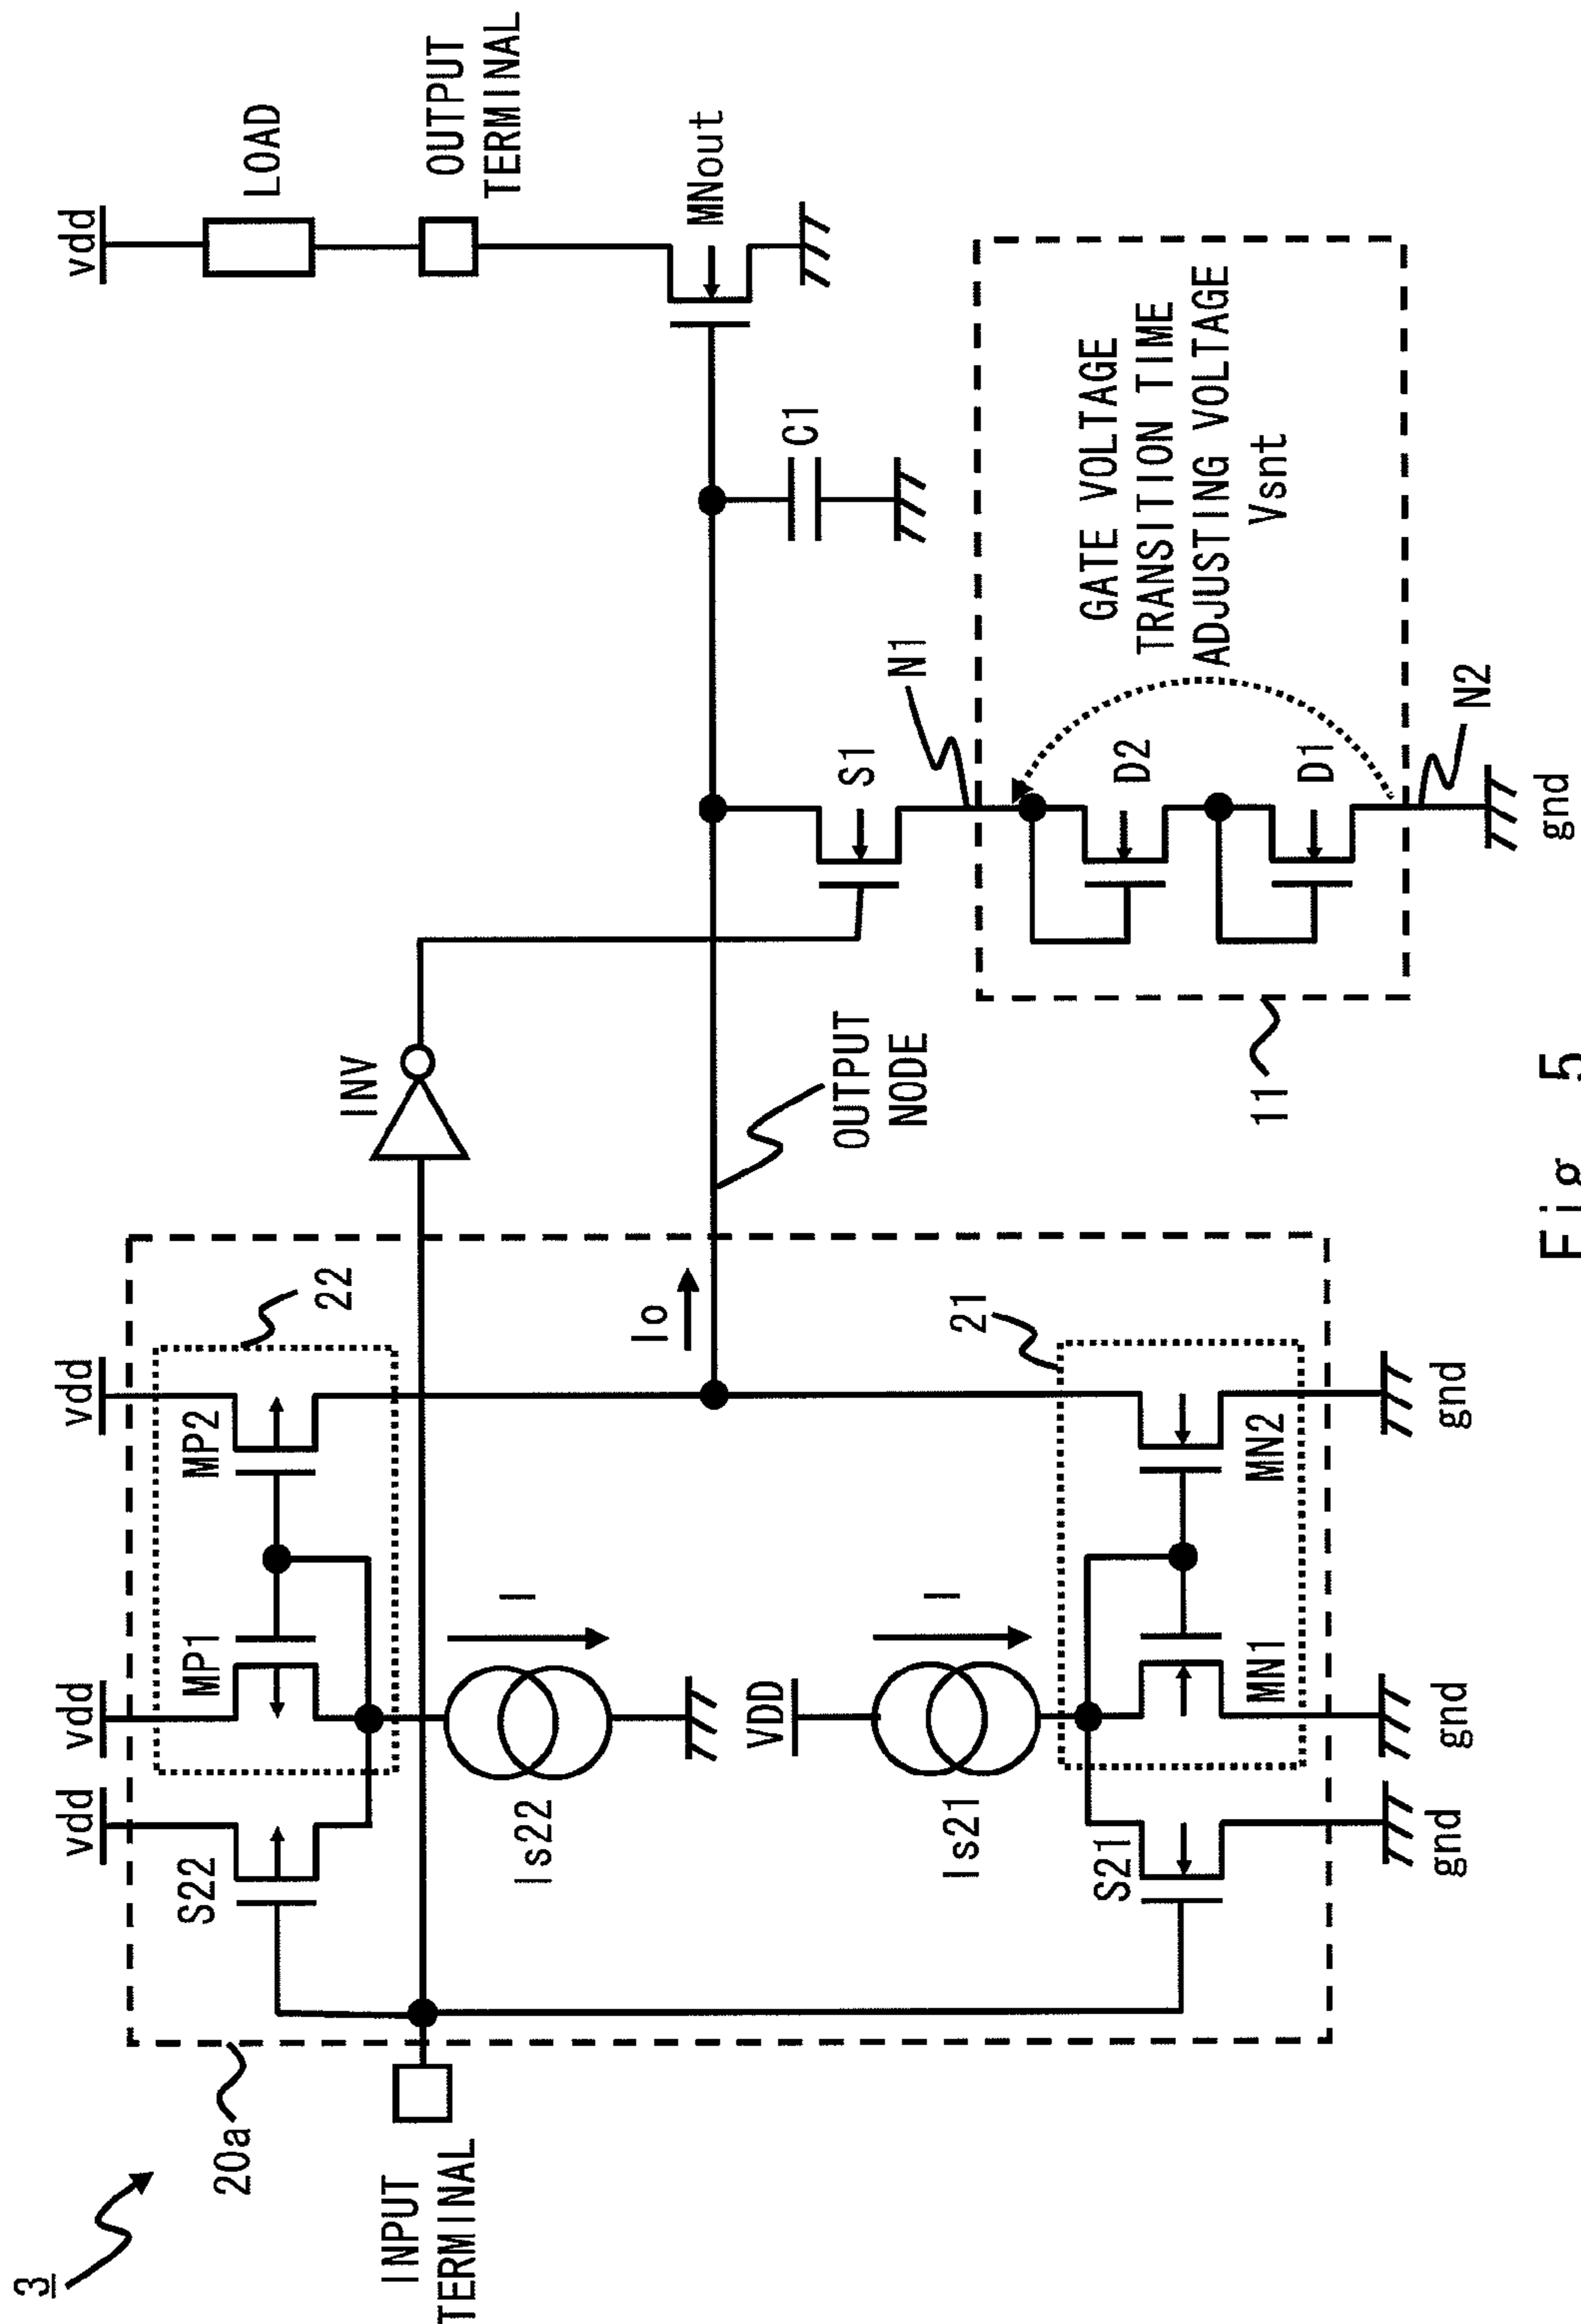 3
20a
INPUT
TERMINAL
vdd
S22
vdd
MP1
MP2
vdd
22
Is22
I
VDD
Is21
I
S21
MN1
MN2
21
gnd
gnd
gnd
Io
INV
OUTPUT
NODE
S1
N1
C1
11
D2
D1
GATE VOLTAGE
TRANSITION TIME
ADJUSTING VOLTAGE
Vsnt
N2
gnd
vdd
LOAD
OUTPUT
TERMINAL
MNout
Fig. 5